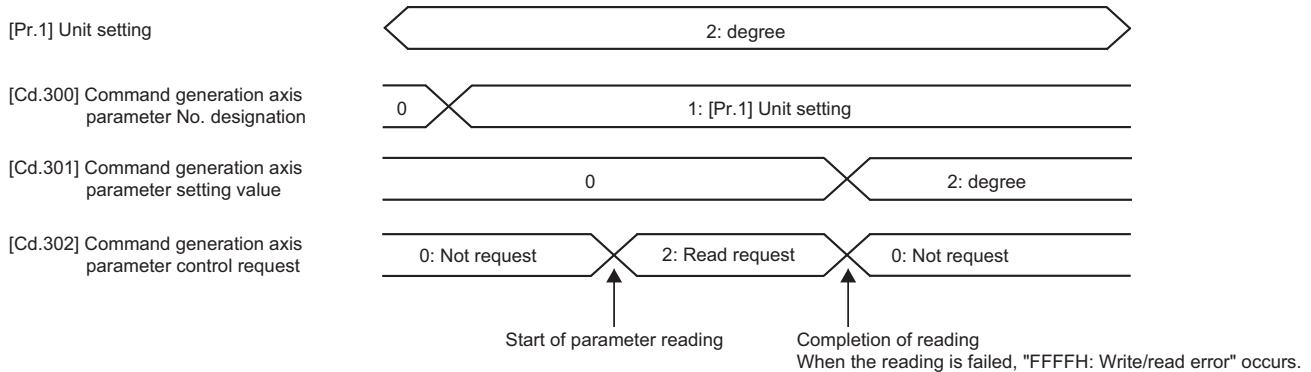 [Pr.1] Unit setting
2: degree
[Cd.300] Command generation axis
parameter No. designation
0
1: [Pr.1] Unit setting
[Cd.301] Command generation axis
parameter setting value
0
2: degree
[Cd.302] Command generation axis
parameter control request
0: Not request
2: Read request
0: Not request
Start of parameter reading
Completion of reading
When the reading is failed, "FFFFH: Write/read error" occurs.